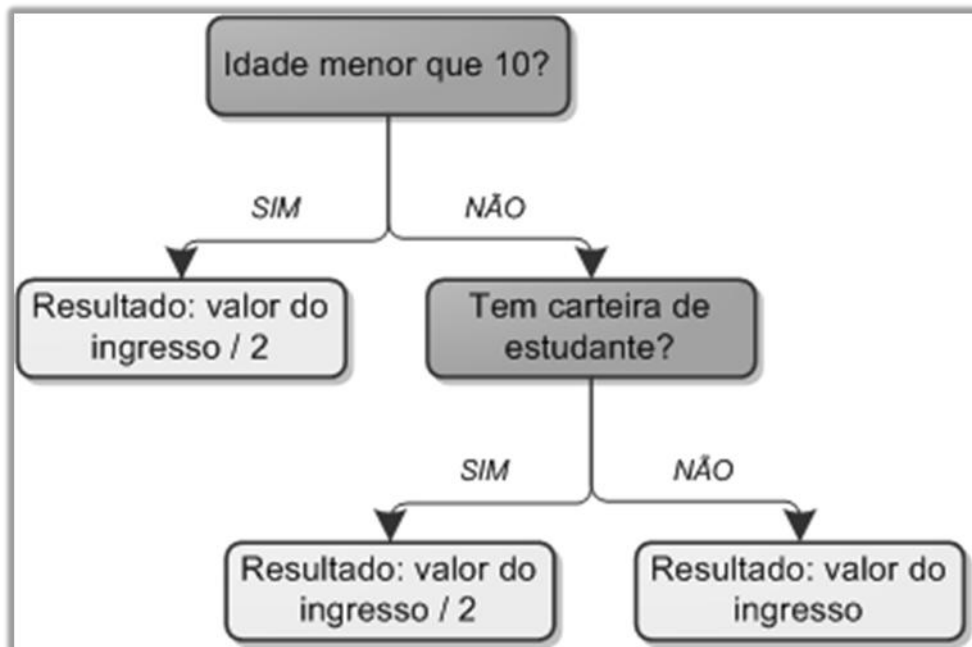 Idade menor que 10?
SIM
NÃO
Resultado: valor do
ingresso / 2
Tem carteira de
estudante?
SIM
NÃO
Resultado: valor do
ingresso / 2
Resultado: valor do
ingresso